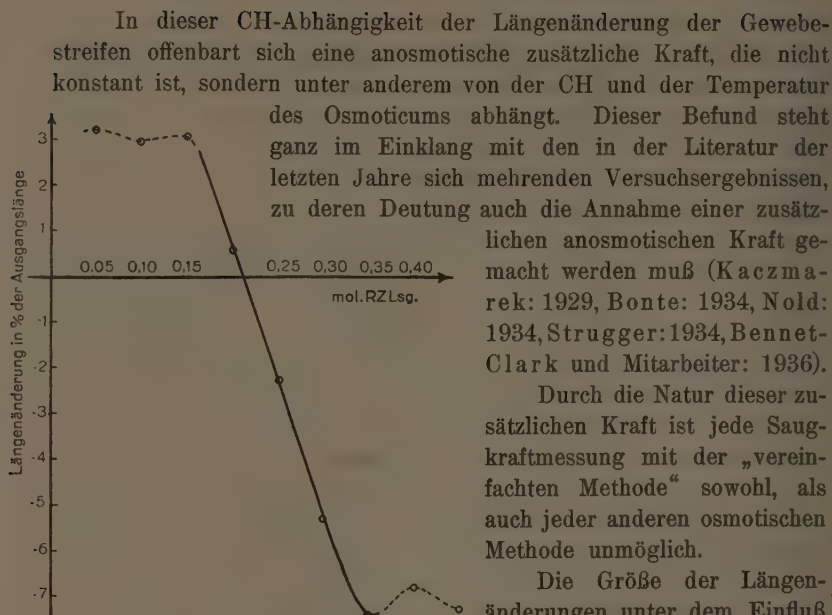 In dieser CH-Abhängigkeit der Längenänderung der Gewebe-
streifen offenbart sich eine anosmotische zusätzliche Kraft, die nicht
konstant ist, sondern unter anderem von der CH und der Temperatur
des Osmoticums abhängt. Dieser Befund steht
ganz im Einklang mit den in der Literatur der
letzten Jahre sich mehrenden Versuchsergebnissen,
zu deren Deutung auch die Annahme einer zusätz-
lichen anosmotischen Kraft ge-
macht werden muß (Kaczma-
rek: 1929, Bonte: 1934, Nold:
1934, Strugger: 1934, Bennet-
Clark und Mitarbeiter: 1936).
Durch die Natur dieser zu-
sätzlichen Kraft ist jede Saug-
kraftmessung mit der „verein-
fachten Methode“ sowohl, als
auch jeder anderen osmotischen
Methode unmöglich.
Die Größe der Längen-
änderungen unter dem Einfluß
Längenänderung in % der Ausgangslänge
3
2
1
0,05 0,10 0,15 0,25 0,30 0,35 0,40
mol. RZ Lsg.
-1
-2
-3
-4
-5
-6
-7